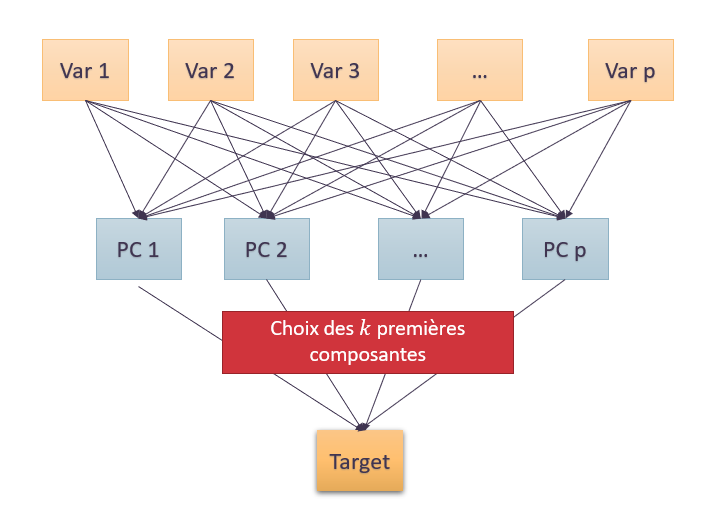 Var 1
Var 2
Var 3
...
Var p
PC 1
PC 2
...
PC p
Choix des k premières
composantes
Target